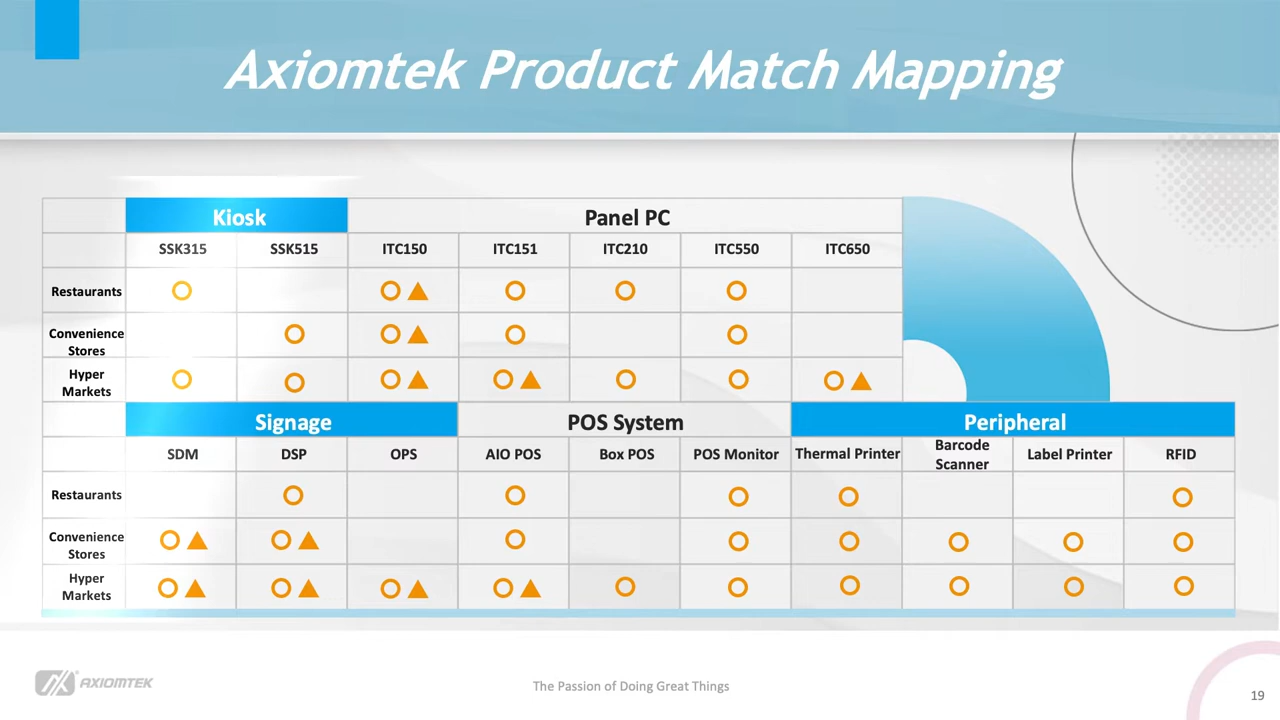 Axiomtek Product Match Mapping
Kiosk Panel PC
SSK315 SSK515 ITC150 ITC151 ITC210 ITC550 ITC650
Restaurants
Convenience
Stores
Hyper
Markets
Signage POS System Peripheral
SDM DSP OPS AIO POS Box POS POS Monitor Thermal Printer Barcode Scanner Label Printer RFID
Restaurants
Convenience
Stores
Hyper
Markets
AXIOMTEK
The Passion of Doing Great Things
19